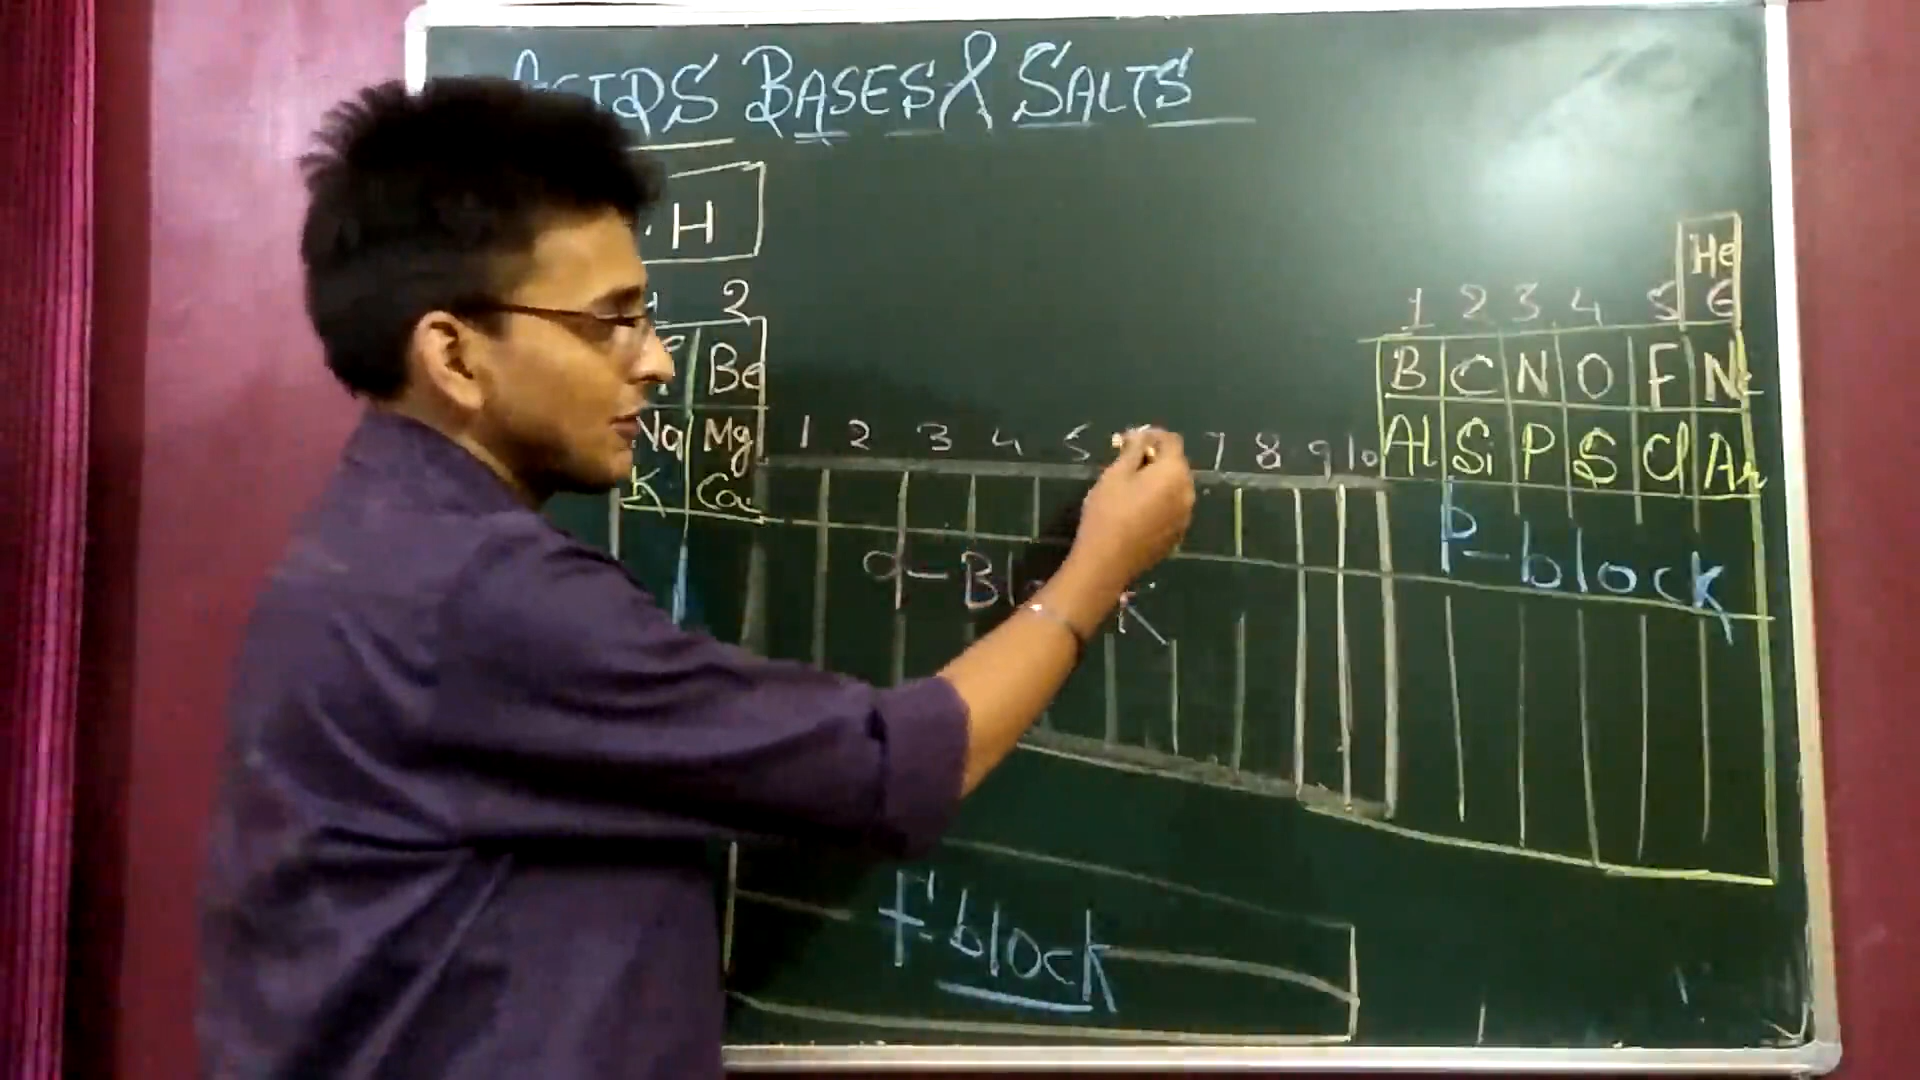 ACIDS BASES & SALTS
H
He
2
1 2 3 4 5 6
Be
B C N O F Ne
Na Mg
1 2 3 4 5 7 8 9 10
Al Si P S Cl Ar
K Ca
P-block
d-Block
F-block